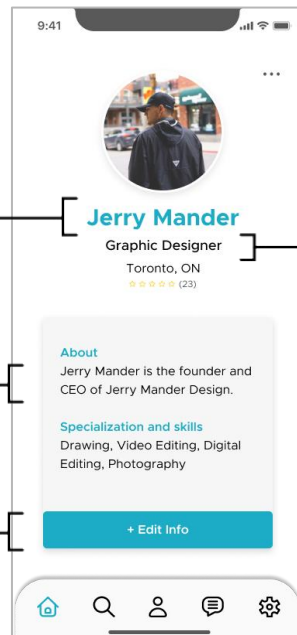 9:41
Jerry Mander
Graphic Designer
Toronto, ON
(23)
About
Jerry Mander is the founder and
CEO of Jerry Mander Design.
Specialization and skills
Drawing, Video Editing, Digital
Editing, Photography
+ Edit Info